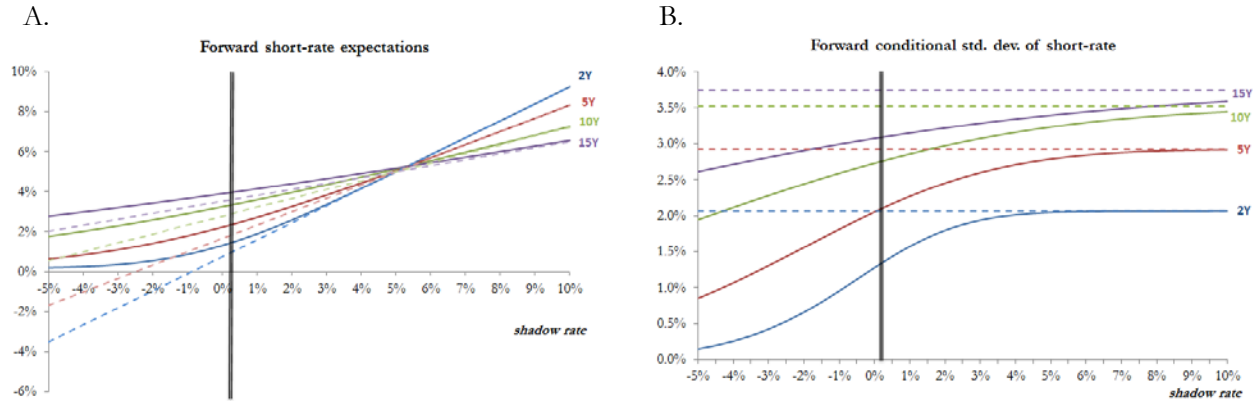 A.
Forward short-rate expectations
10%
8%
6%
4%
2%
0%
-2%
-4%
-6%
-5% -4% -3% -2% -1% 0% 1% 2% 3% 4% 5% 6% 7% 8% 9% 10%
shadow rate
2Y
5Y
10Y
15Y
B.
Forward conditional std. dev. of short-rate
4.0%
3.5%
3.0%
2.5%
2.0%
1.5%
1.0%
0.5%
0.0%
-5% -4% -3% -2% -1% 0% 1% 2% 3% 4% 5% 6% 7% 8% 9% 10%
shadow rate
15Y
10Y
5Y
2Y